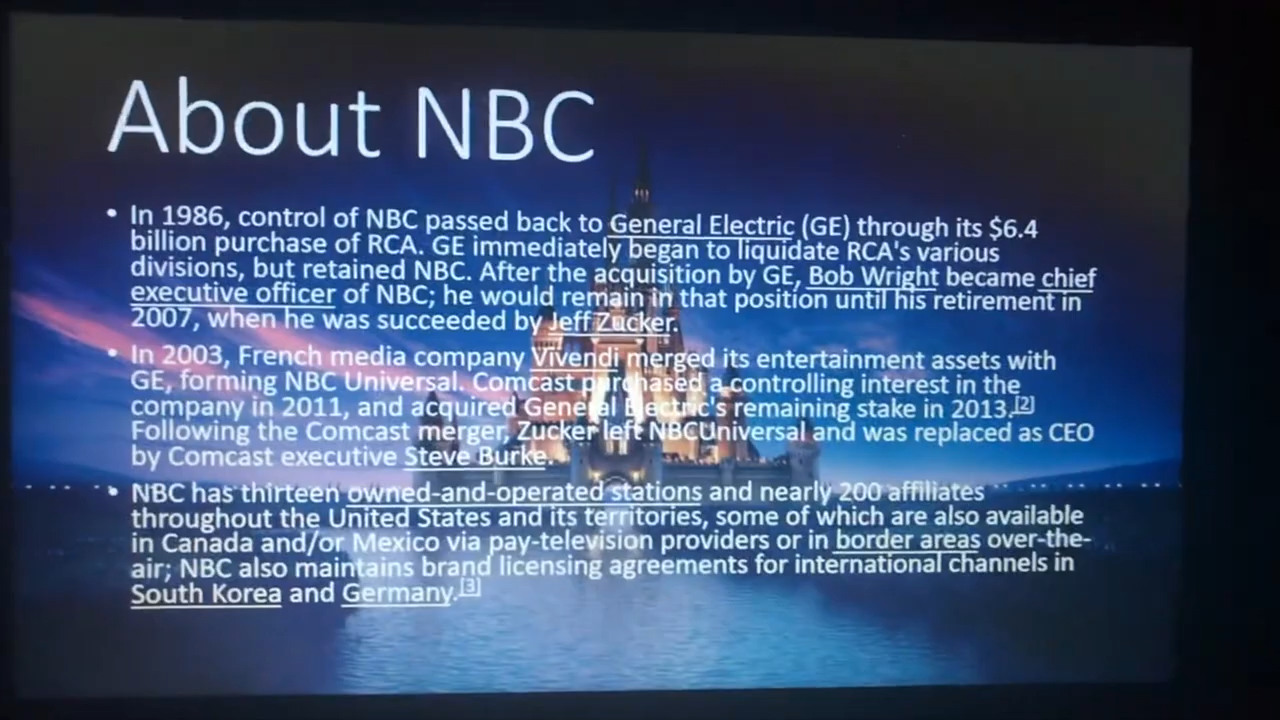 About NBC
• In 1986, control of NBC passed back to General Electric (GE) through its $6.4
billion purchase of RCA. GE immediately began to liquidate RCA's various
divisions, but retained NBC. After the acquisition by GE, Bob Wright became chief
executive officer of NBC; he would remain in that position until his retirement in
2007, when he was succeeded by Jeff Zucker.
• In 2003, French media company Vivendi merged its entertainment assets with
GE, forming NBC Universal. Comcast purchased a controlling interest in the
company in 2011, and acquired General Electric's remaining stake in 2013.[2]
Following the Comcast merger, Zucker left NBCUniversal and was replaced as CEO
by Comcast executive Steve Burke.
• NBC has thirteen owned-and-operated stations and nearly 200 affiliates
throughout the United States and its territories, some of which are also available
in Canada and/or Mexico via pay-television providers or in border areas over-the-
air; NBC also maintains brand licensing agreements for international channels in
South Korea and Germany.[3]